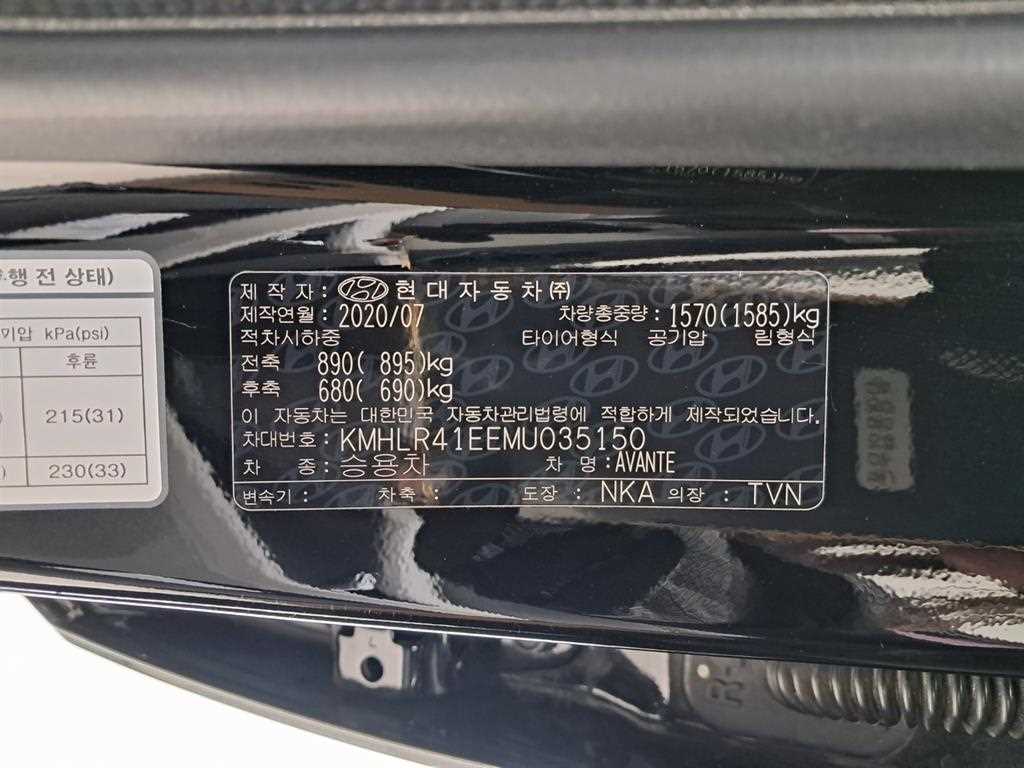 행 전 상태)
기압 kPa(psi)
후륜
215(31)
230(33)
제 작 자 : 현대자동차(주)
제작연월 : 2020/07 차량총중량 : 1570(1585)kg
적차시하중 타이어형식 공기압 림형식
전축 890( 895)kg
후축 680( 690)kg
이 자동차는 대한민국 자동차관리법령에 적합하게 제작되었습니다.
차대번호 : KMHLR41EEMU035150
차 종 : 승용차 차 명 : AVANTE
변속기 : 차축 : 도장 : NKA 의장 : TVN
L